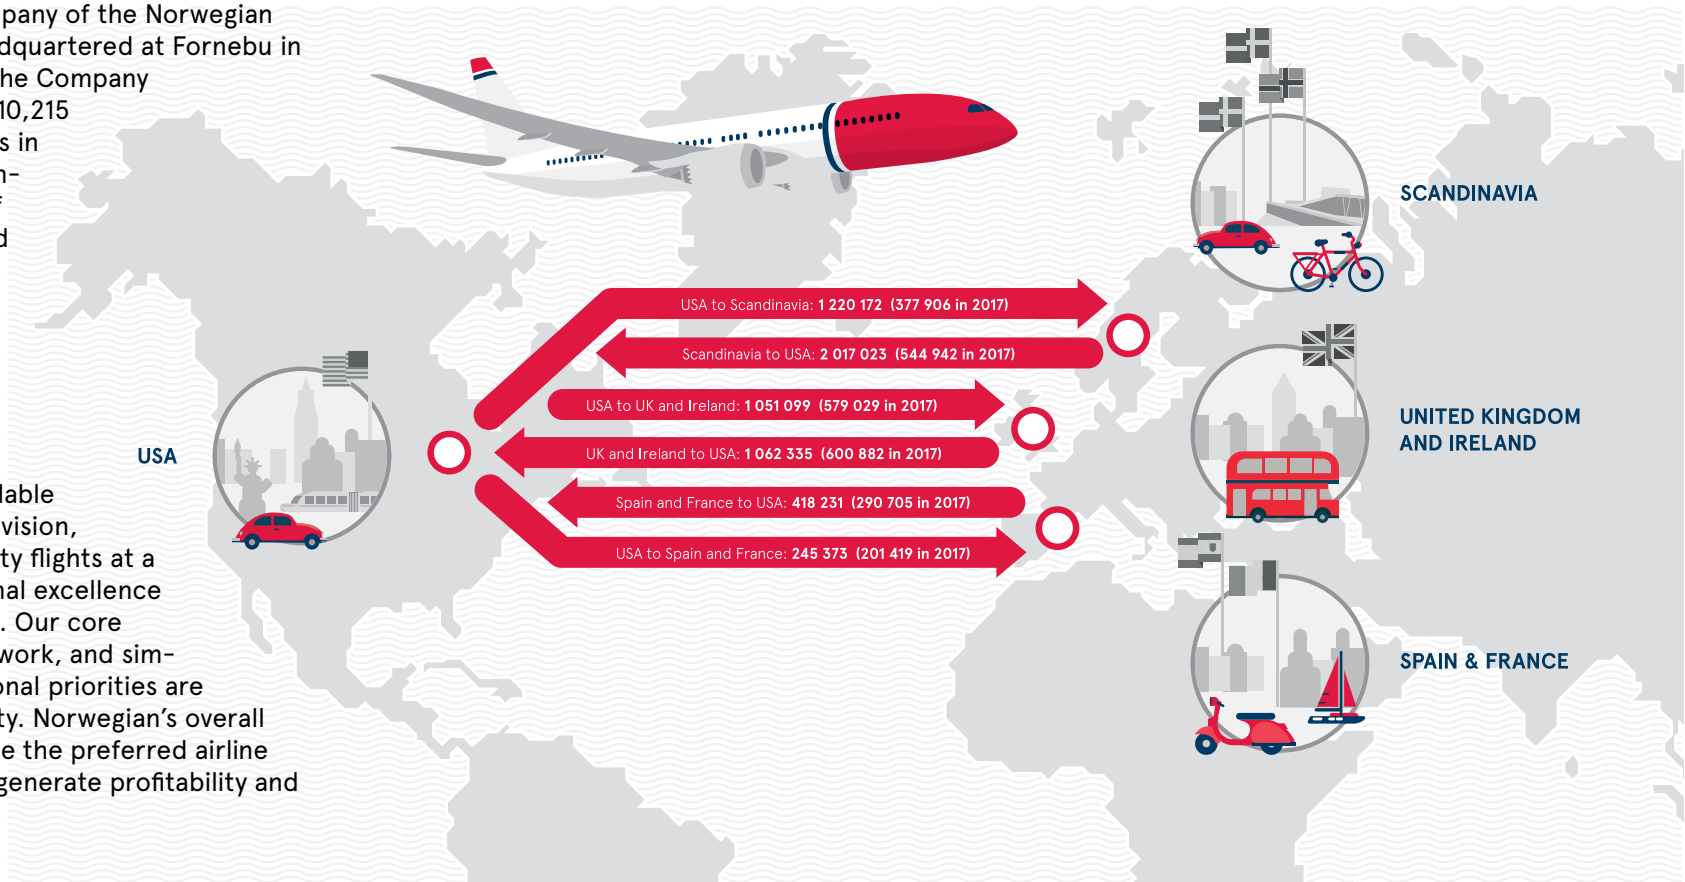 pany of the Norwegian
dquartered at Fornebu in
he Company
10,215
s in
n-
d
lable
vision,
ty flights at a
nal excellence
. Our core
work, and sim-
onal priorities are
ty. Norwegian's overall
e the preferred airline
generate profitability and
USA
USA to Scandinavia: 1 220 172 (377 906 in 2017)
Scandinavia to USA: 2 017 023 (544 942 in 2017)
USA to UK and Ireland: 1 051 099 (579 029 in 2017)
UK and Ireland to USA: 1 062 335 (600 882 in 2017)
Spain and France to USA: 418 231 (290 705 in 2017)
USA to Spain and France: 245 373 (201 419 in 2017)
SCANDINAVIA
UNITED KINGDOM
AND IRELAND
SPAIN & FRANCE